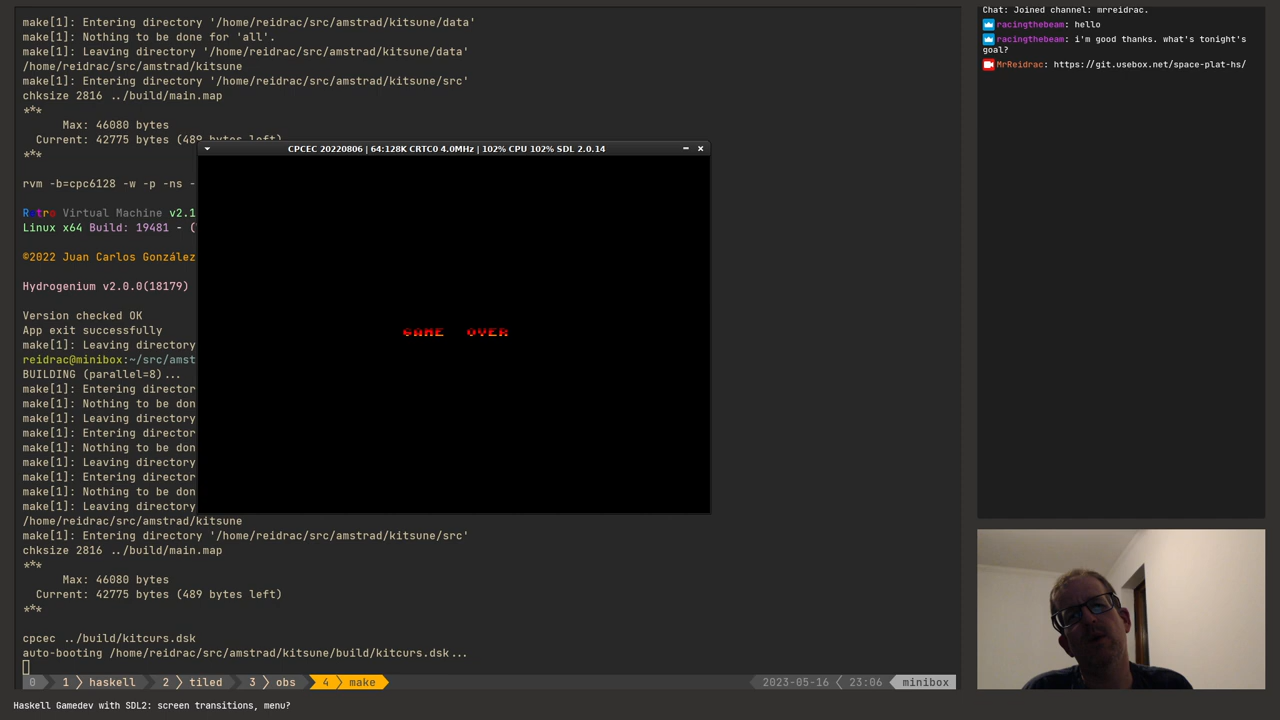 make[1]: Entering directory '/home/reidrac/src/amstrad/kitsune/data'
make[1]: Nothing to be done for 'all'.
make[1]: Leaving directory '/home/reidrac/src/amstrad/kitsune/data'
/home/reidrac/src/amstrad/kitsune
make[1]: Entering directory '/home/reidrac/src/amstrad/kitsune/src'
chksize 2816 ../build/main.map
***
Max: 46080 bytes
Current: 42775 bytes (489 bytes left)
***
rvm -b=cpc6128 -w -p -ns -
Retro Virtual Machine v2.1
Linux x64 Build: 19481 - (
©2022 Juan Carlos González
Hydrogenium v2.0.0(18179)
Version checked OK
App exit successfully
make[1]: Leaving directory
reidrac@minibox:~/src/amst
BUILDING (parallel=8)...
make[1]: Entering director
make[1]: Nothing to be don
make[1]: Leaving directory
make[1]: Entering director
make[1]: Nothing to be don
make[1]: Leaving directory
make[1]: Entering director
make[1]: Nothing to be don
make[1]: Leaving directory
/home/reidrac/src/amstrad/kitsune
make[1]: Entering directory '/home/reidrac/src/amstrad/kitsune/src'
chksize 2816 ../build/main.map
***
Max: 46080 bytes
Current: 42775 bytes (489 bytes left)
***
cpcec ../build/kitcurs.dsk
auto-booting /home/reidrac/src/amstrad/kitsune/build/kitcurs.dsk...
CPCEC 20220806 | 64:128K CRTC0 4.0MHz | 102% CPU 102% SDL 2.0.14
GAME OVER
0 1 haskell 2 tiled 3 obs 4 make 2023-05-16 23:06 minibox
Haskell Gamedev with SDL2: screen transitions, menu?
Chat: Joined channel: mrreidrac.
racingthebeam: hello
racingthebeam: i'm good thanks. what's tonight's
goal?
MrReidrac: https://git.usebox.net/space-plat-hs/